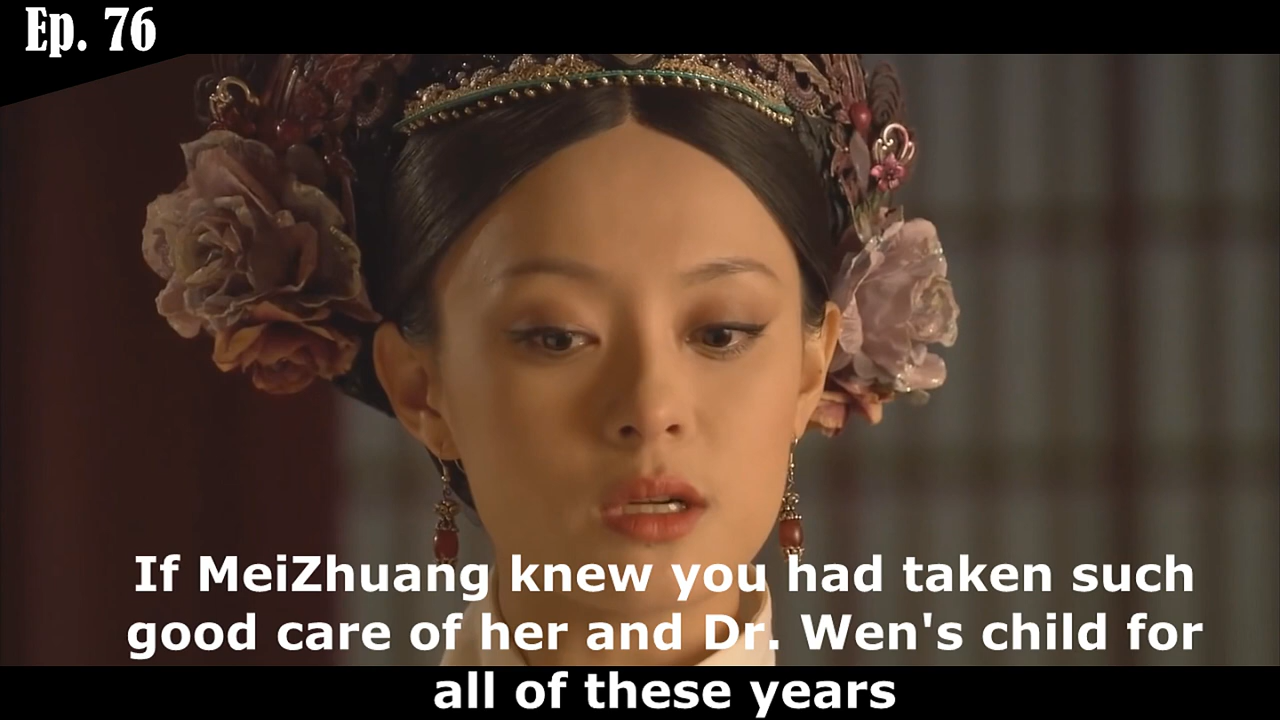 Ep. 76
If MeiZhuang knew you had taken such
good care of her and Dr. Wen's child for
all of these years